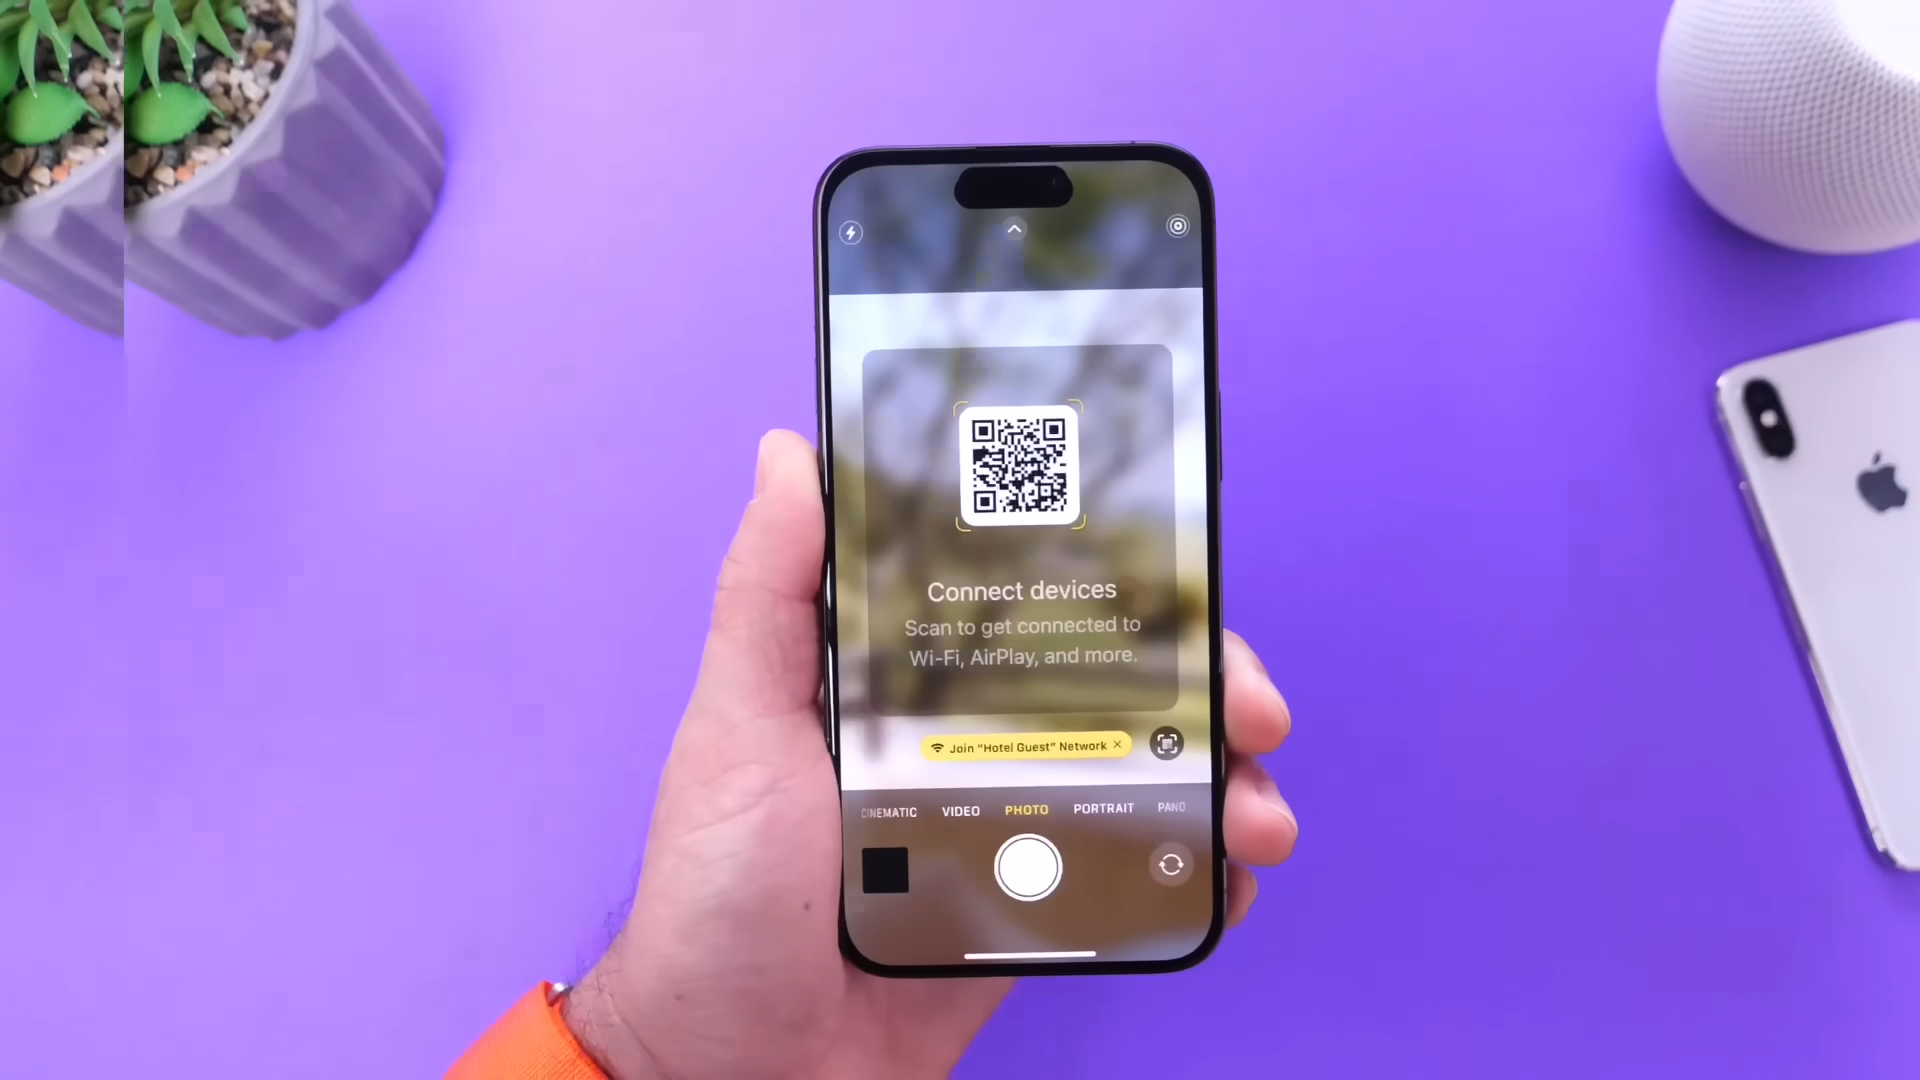 Connect devices
Scan to get connected to
Wi-Fi, AirPlay, and more.
Join “Hotel Guest” Network ×
CINEMATIC VIDEO PHOTO PORTRAIT PANO